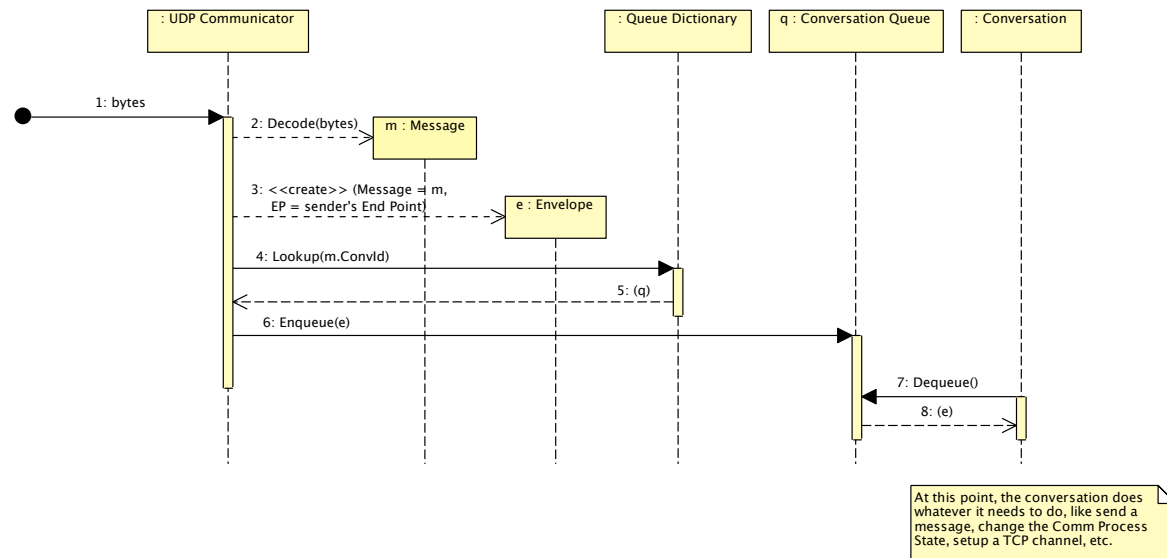 : UDP Communicator
: Queue Dictionary
q : Conversation Queue
: Conversation
1: bytes
2: Decode(bytes)
m : Message
3: <<create>> (Message = m,
EP = sender's End Point)
e : Envelope
4: Lookup(m.ConvId)
5: (q)
6: Enqueue(e)
7: Dequeue()
8: (e)
At this point, the conversation does
whatever it needs to do, like send a
message, change the Comm Process
State, setup a TCP channel, etc.